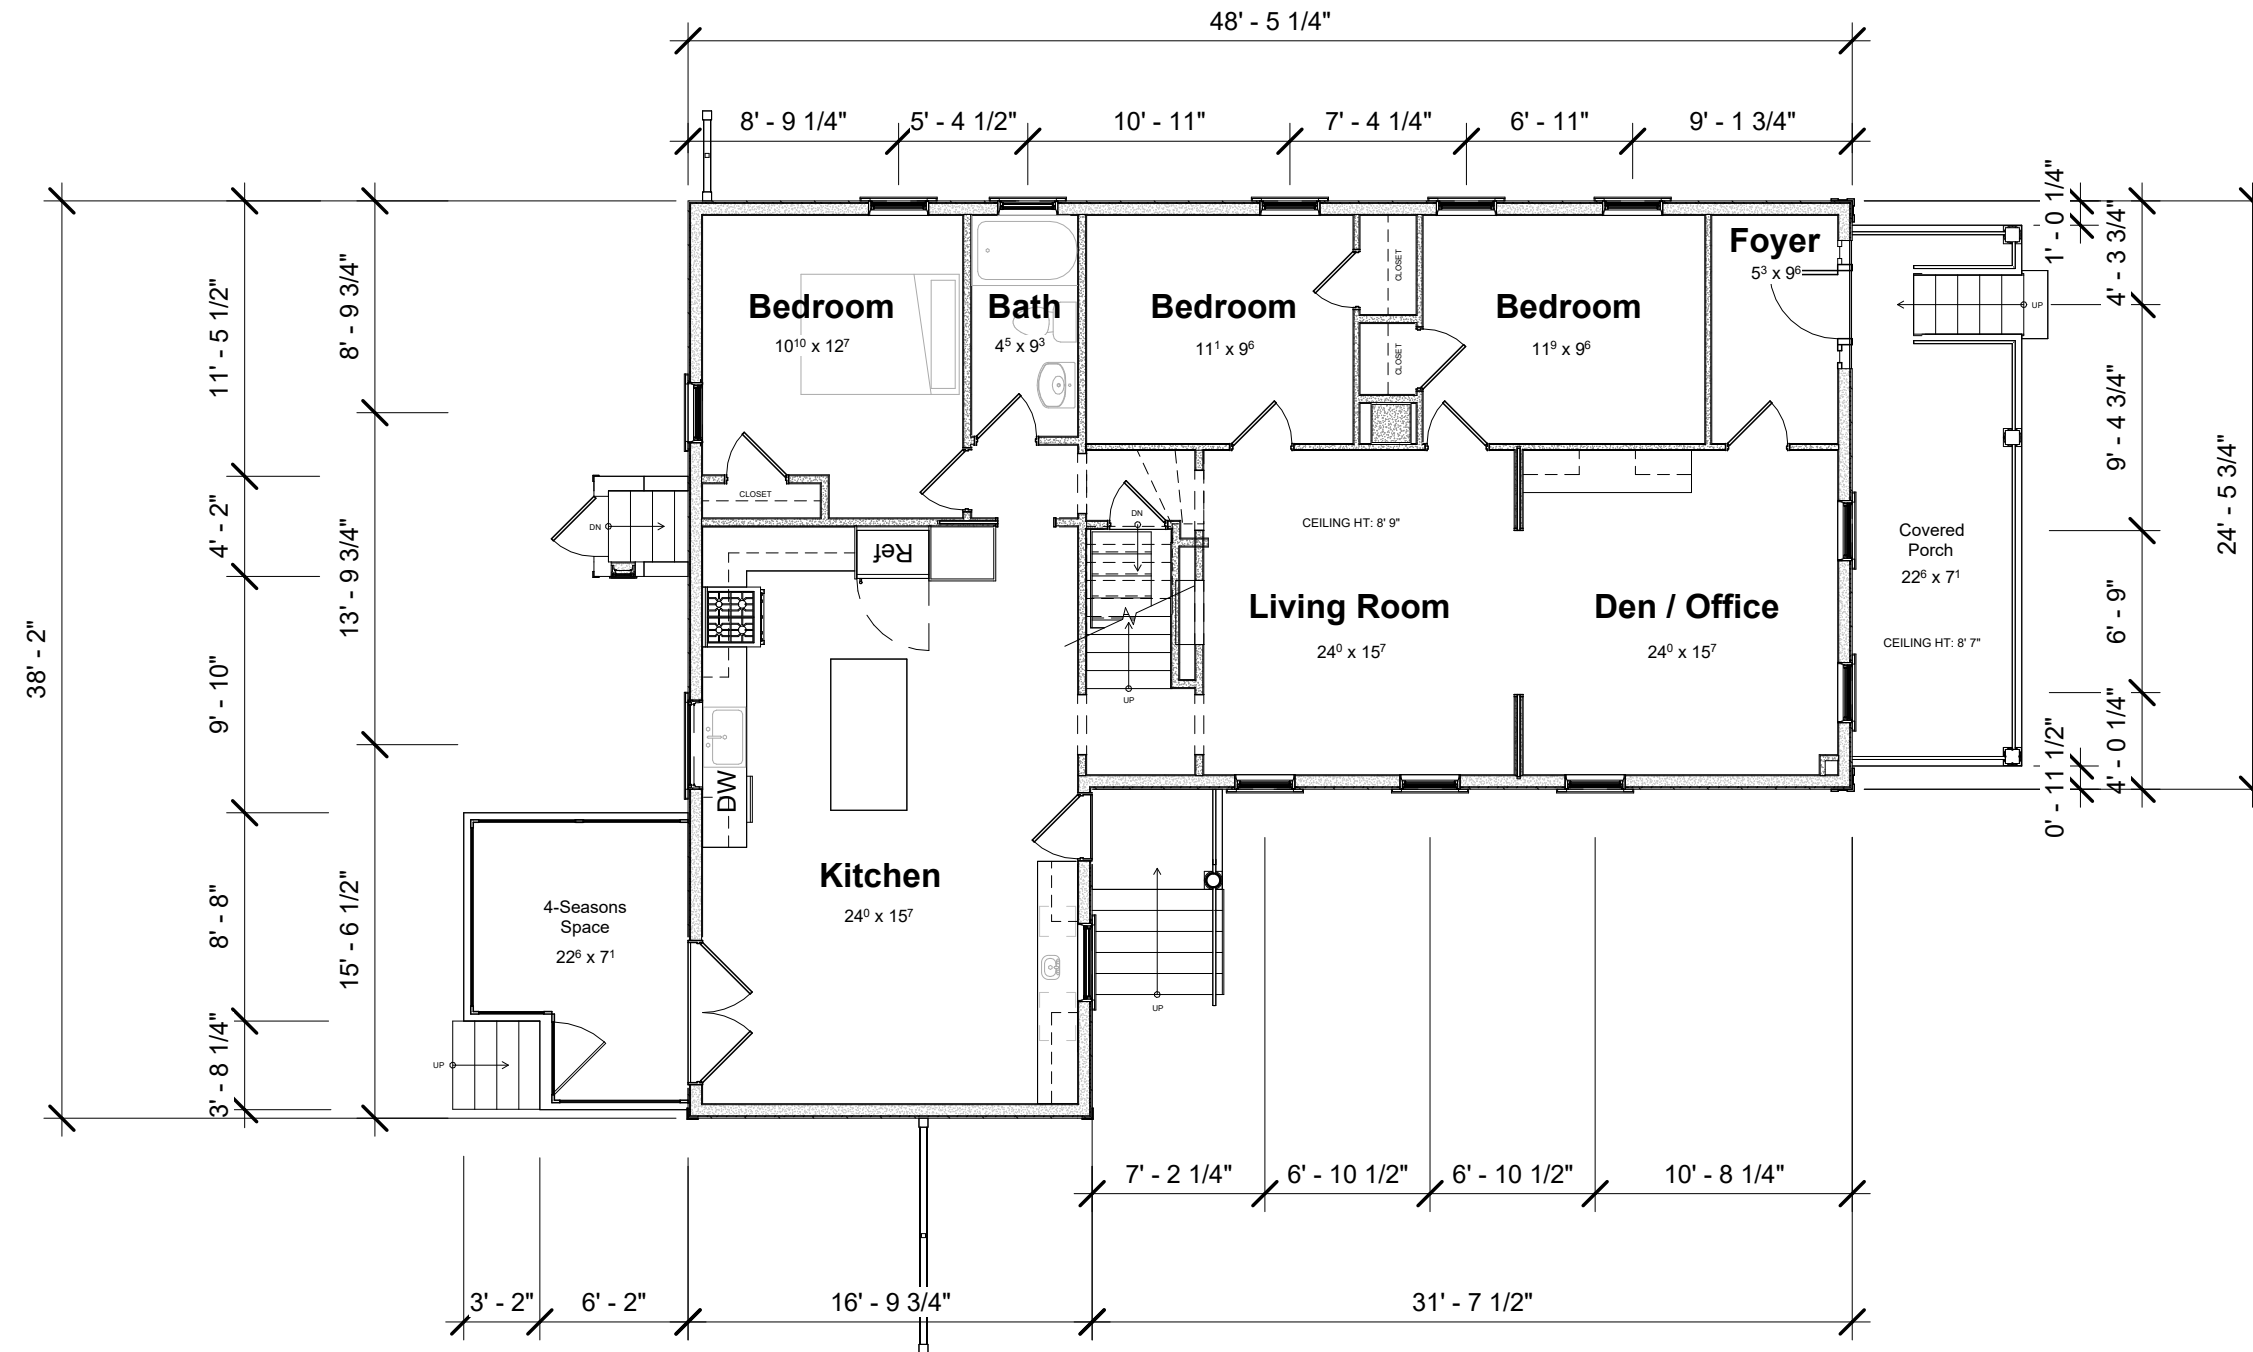 48' - 5 1/4"
8' - 9 1/4"
5' - 4 1/2"
10' - 11"
7' - 4 1/4"
6' - 11"
9' - 1 3/4"
38' - 2"
11' - 5 1/2"
4' - 2"
9' - 10"
8' - 8"
3' - 8 1/4"
8' - 9 3/4"
13' - 9 3/4"
15' - 6 1/2"
Bedroom
10¹⁰ x 12⁷
CLOSET
Bath
4⁵ x 9³
Bedroom
11¹ x 9⁶
CLOSET
CLOSET
Bedroom
11⁹ x 9⁶
Foyer
5³ x 9⁶
UP
DN
Ref
DN
UP
CEILING HT: 8' 9"
Living Room
24⁰ x 15⁷
Den / Office
24⁰ x 15⁷
Covered
Porch
22⁶ x 7¹
CEILING HT: 8' 7"
DW
Kitchen
24⁰ x 15⁷
4-Seasons
Space
22⁶ x 7¹
UP
UP
1' - 0 1/4"
0' - 11 1/2"
4' - 3 3/4"
9' - 4 3/4"
6' - 9"
4' - 0 1/4"
24' - 5 3/4"
7' - 2 1/4"
6' - 10 1/2"
6' - 10 1/2"
10' - 8 1/4"
3' - 2"
6' - 2"
16' - 9 3/4"
31' - 7 1/2"